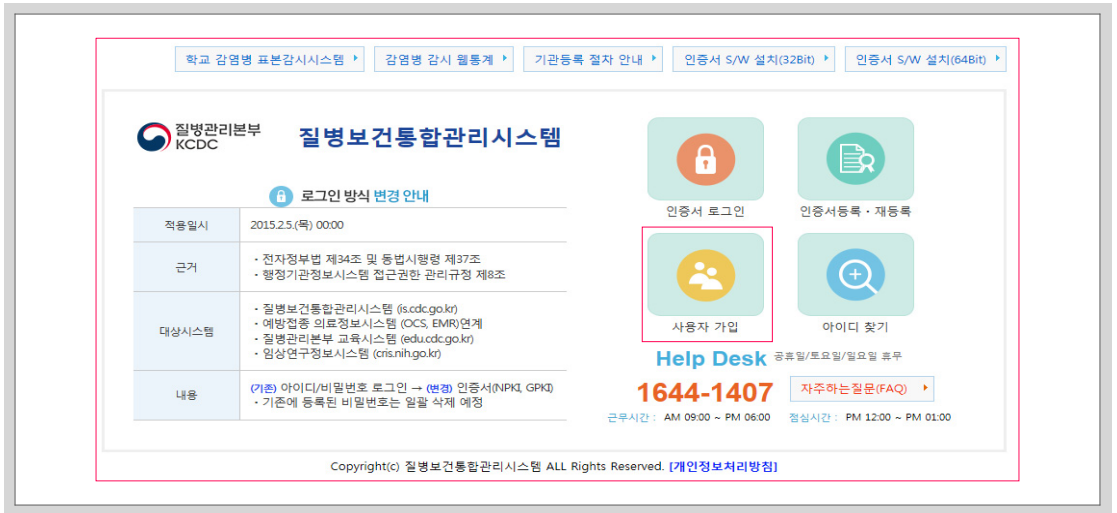 학교 감염병 표본감시시스템
감염병 감시 웹통계
기관등록 절차 안내
인증서 S/W 설치(32Bit)
인증서 S/W 설치(64Bit)
질병관리본부
KCDC
질병보건통합관리시스템
로그인 방식 변경 안내
적용일시
2015.2.5.(목) 00:00
근거
· 전자정부법 제34조 및 동법시행령 제37조
· 행정기관정보시스템 접근권한 관리규정 제8조
대상시스템
· 질병보건통합관리시스템 (is.cdc.go.kr)
· 예방접종 의료정보시스템 (OCS, EMR)연계
· 질병관리본부 교육시스템 (edu.cdc.go.kr)
· 임상연구정보시스템 (cris.nih.go.kr)
내용
(기존) 아이디/비밀번호 로그인 → (변경) 인증서(NPKI, GPKI)
· 기존에 등록된 비밀번호는 일괄 삭제 예정
인증서 로그인
인증서등록 · 재등록
사용자 가입
아이디 찾기
Help Desk 공휴일/토요일/일요일 휴무
1644-1407
자주하는질문(FAQ)
근무시간 : AM 09:00 ~ PM 06:00
점심시간 : PM 12:00 ~ PM 01:00
Copyright(c) 질병보건통합관리시스템 ALL Rights Reserved. [개인정보처리방침]